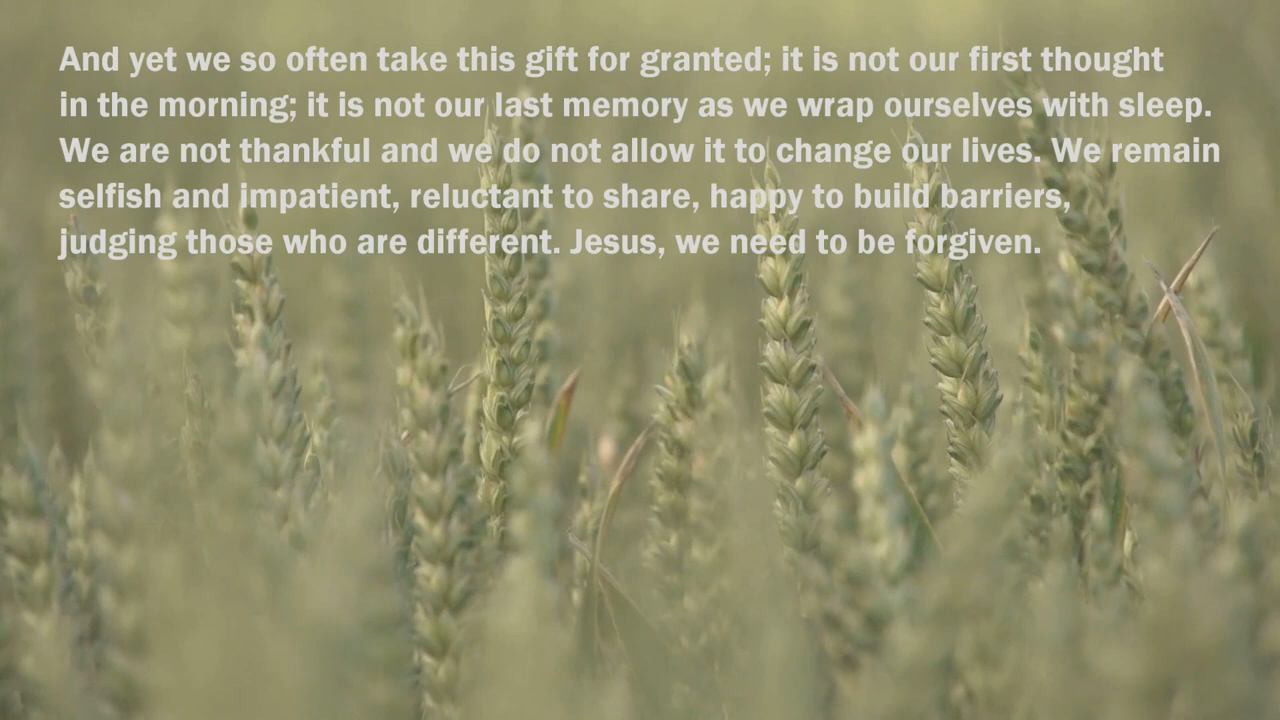 And yet we so often take this gift for granted; it is not our first thought
in the morning; it is not our last memory as we wrap ourselves with sleep.
We are not thankful and we do not allow it to change our lives. We remain
selfish and impatient, reluctant to share, happy to build barriers,
judging those who are different. Jesus, we need to be forgiven.